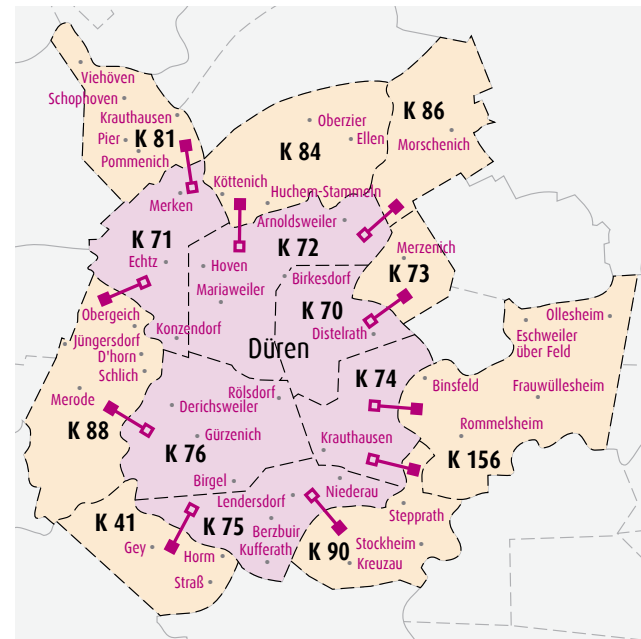 Viehöven
Schophoven
Krauthausen
Pier
K 81
Pommenich
Oberzier
K 84
Ellen
K 86
Morschenich
Köttenich
Huchem-Stammeln
Merken
Arnoldsweiler
K 71
K 72
Echtz
Hoven
Merzenich
K 73
Birkesdorf
Mariaweiler
K 70
Obergeich
Konzendorf
Distelrath
Ollesheim
Eschweiler
über Feld
Jüngersdorf
D'horn
Schlich
Düren
K 74
Binsfeld
Merode
Rölsdorf
Derichsweiler
Frauwüllesheim
K 88
Gürzenich
K 76
Krauthausen
Rommelsheim
K 156
Birgel
Lendersdorf
Niederau
K 41
K 75
Stepprath
Berzbuir
Kufferath
Gey
Horm
K 90
Stockheim
Kreuzau
Straß